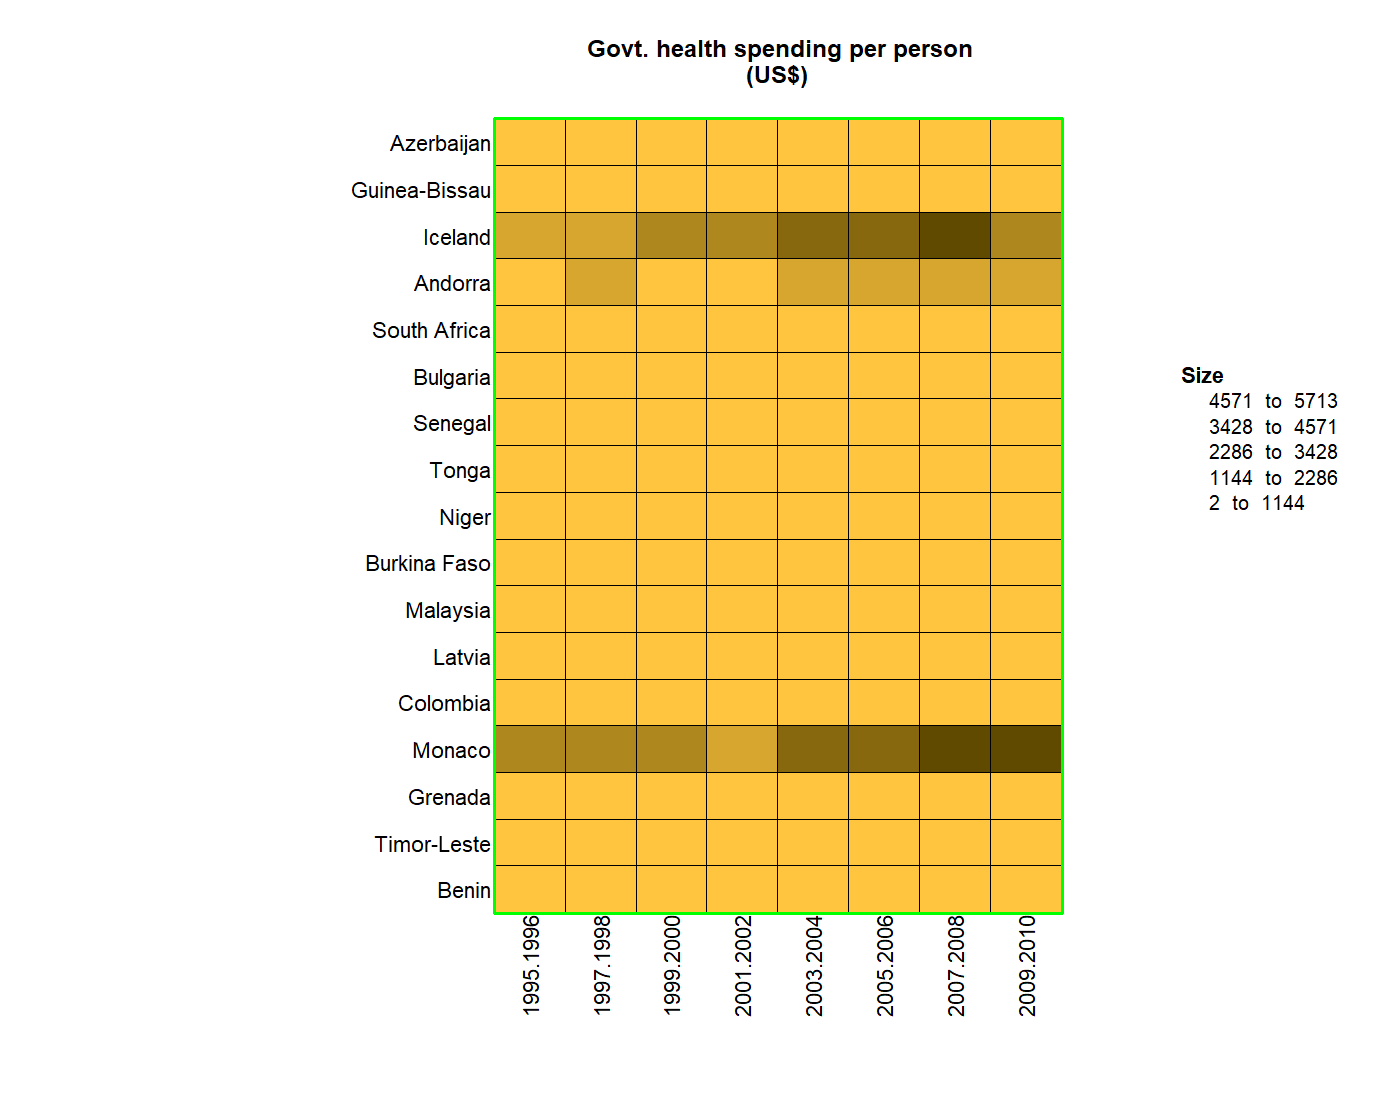 Govt. health spending per person
(US$)
Azerbaijan
Guinea-Bissau
Iceland
Andorra
South Africa
Bulgaria
Senegal
Tonga
Niger
Burkina Faso
Malaysia
Latvia
Colombia
Monaco
Grenada
Timor-Leste
Benin
1995.1996
1997.1998
1999.2000
2001.2002
2003.2004
2005.2006
2007.2008
2009.2010
Size
4571 to 5713
3428 to 4571
2286 to 3428
1144 to 2286
2 to 1144